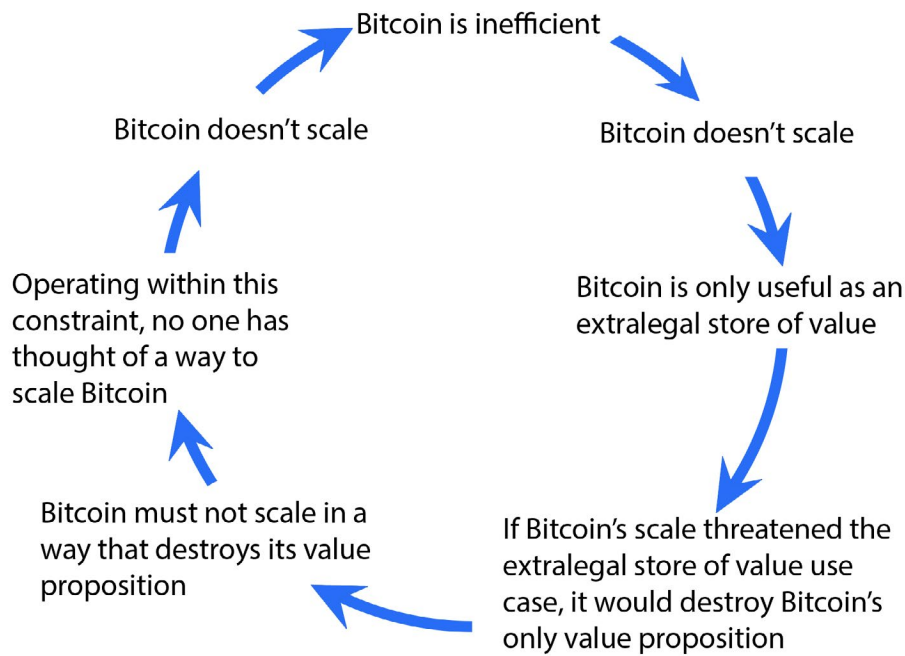 Bitcoin is inefficient
Bitcoin doesn’t scale
Bitcoin is only useful as an
extralegal store of value
If Bitcoin’s scale threatened the
extralegal store of value use
case, it would destroy Bitcoin’s
only value proposition
Bitcoin must not scale in a
way that destroys its value
proposition
Operating within this
constraint, no one has
thought of a way to
scale Bitcoin
Bitcoin doesn’t scale